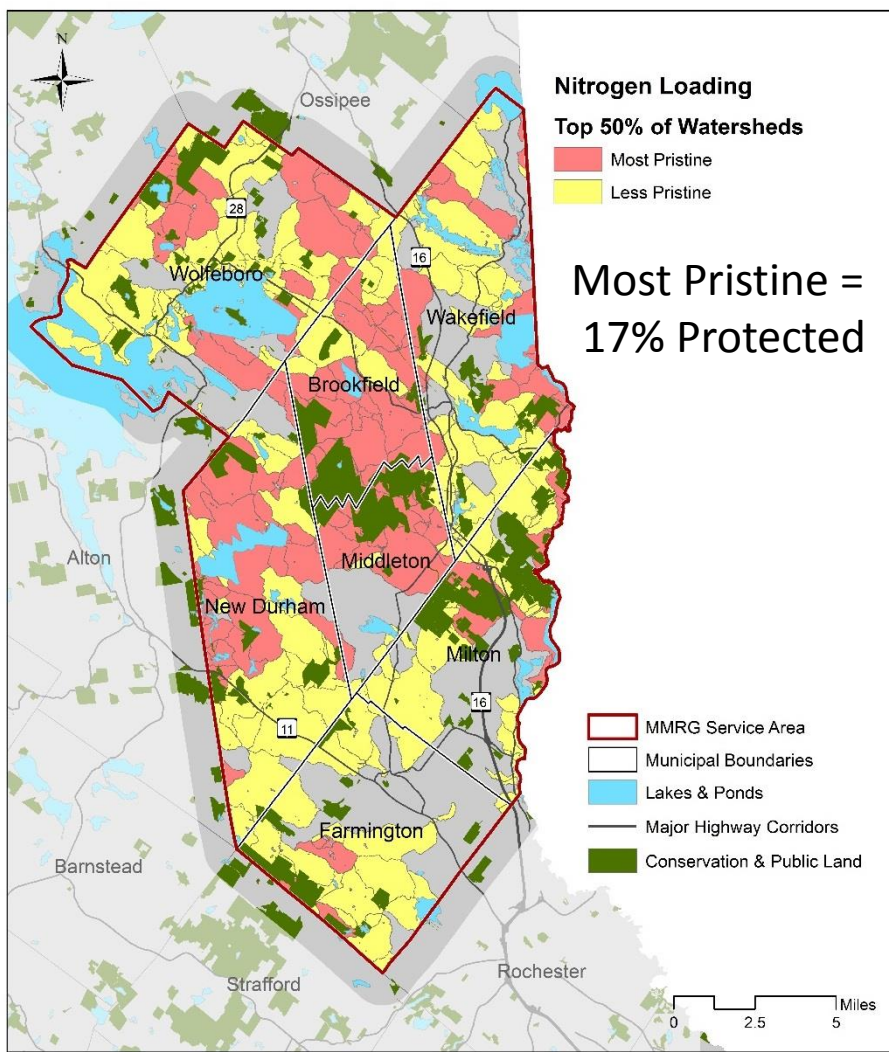 N
Ossipee
Nitrogen Loading
Top 50% of Watersheds
Most Pristine
Less Pristine
28
16
Wolfeboro
Most Pristine =
17% Protected
Wakefield
Brookfield
Alton
Middleton
New Durham
Milton
16
11
MMRG Service Area
Municipal Boundaries
Lakes & Ponds
Major Highway Corridors
Conservation & Public Land
Farmington
Barnstead
Strafford
Rochester
Miles
0 2.5 5